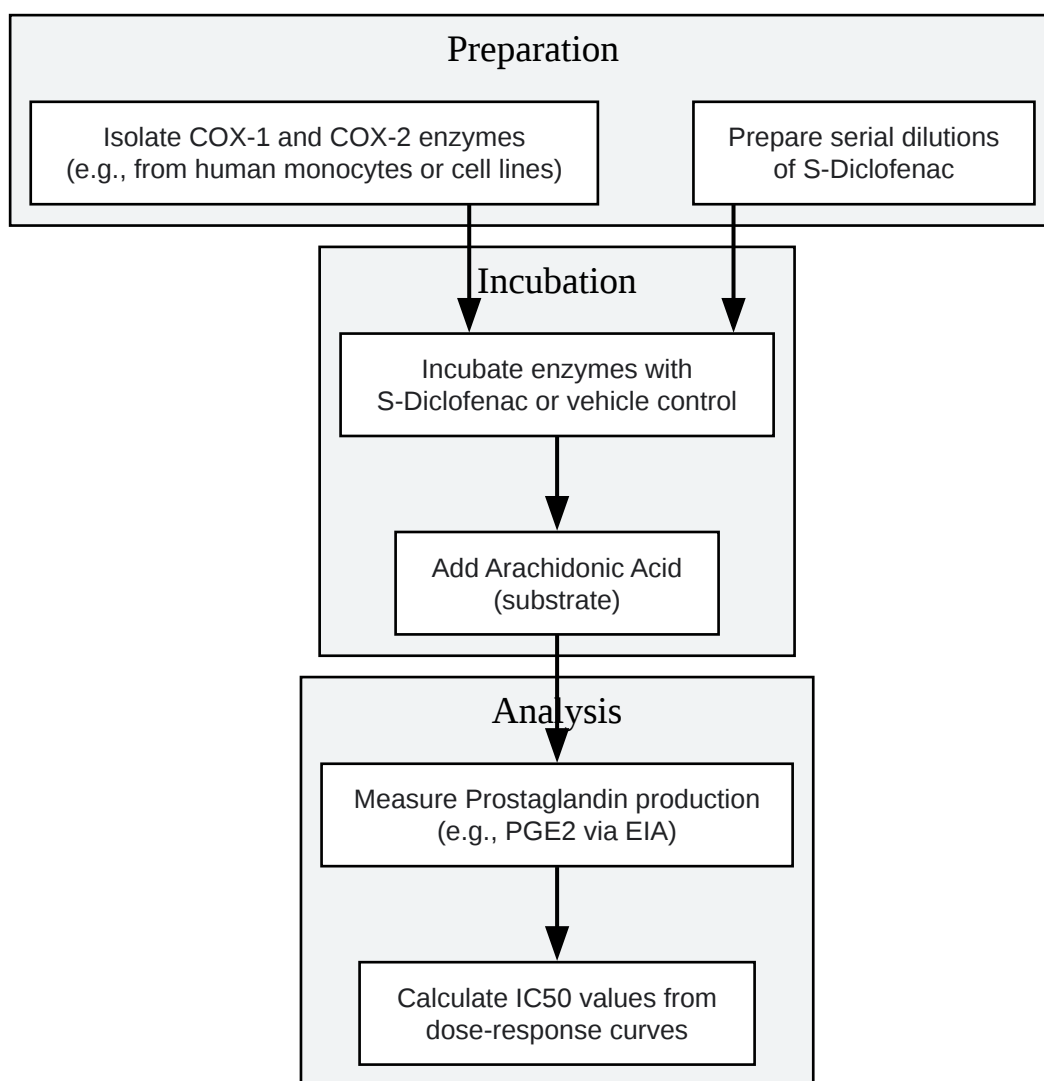 Preparation
Isolate COX-1 and COX-2 enzymes
(e.g., from human monocytes or cell lines)
Prepare serial dilutions
of S-Diclofenac
Incubation
Incubate enzymes with
S-Diclofenac or vehicle control
Add Arachidonic Acid
(substrate)
Analysis
Measure Prostaglandin production
(e.g., PGE2 via EIA)
Calculate IC50 values from
dose-response curves